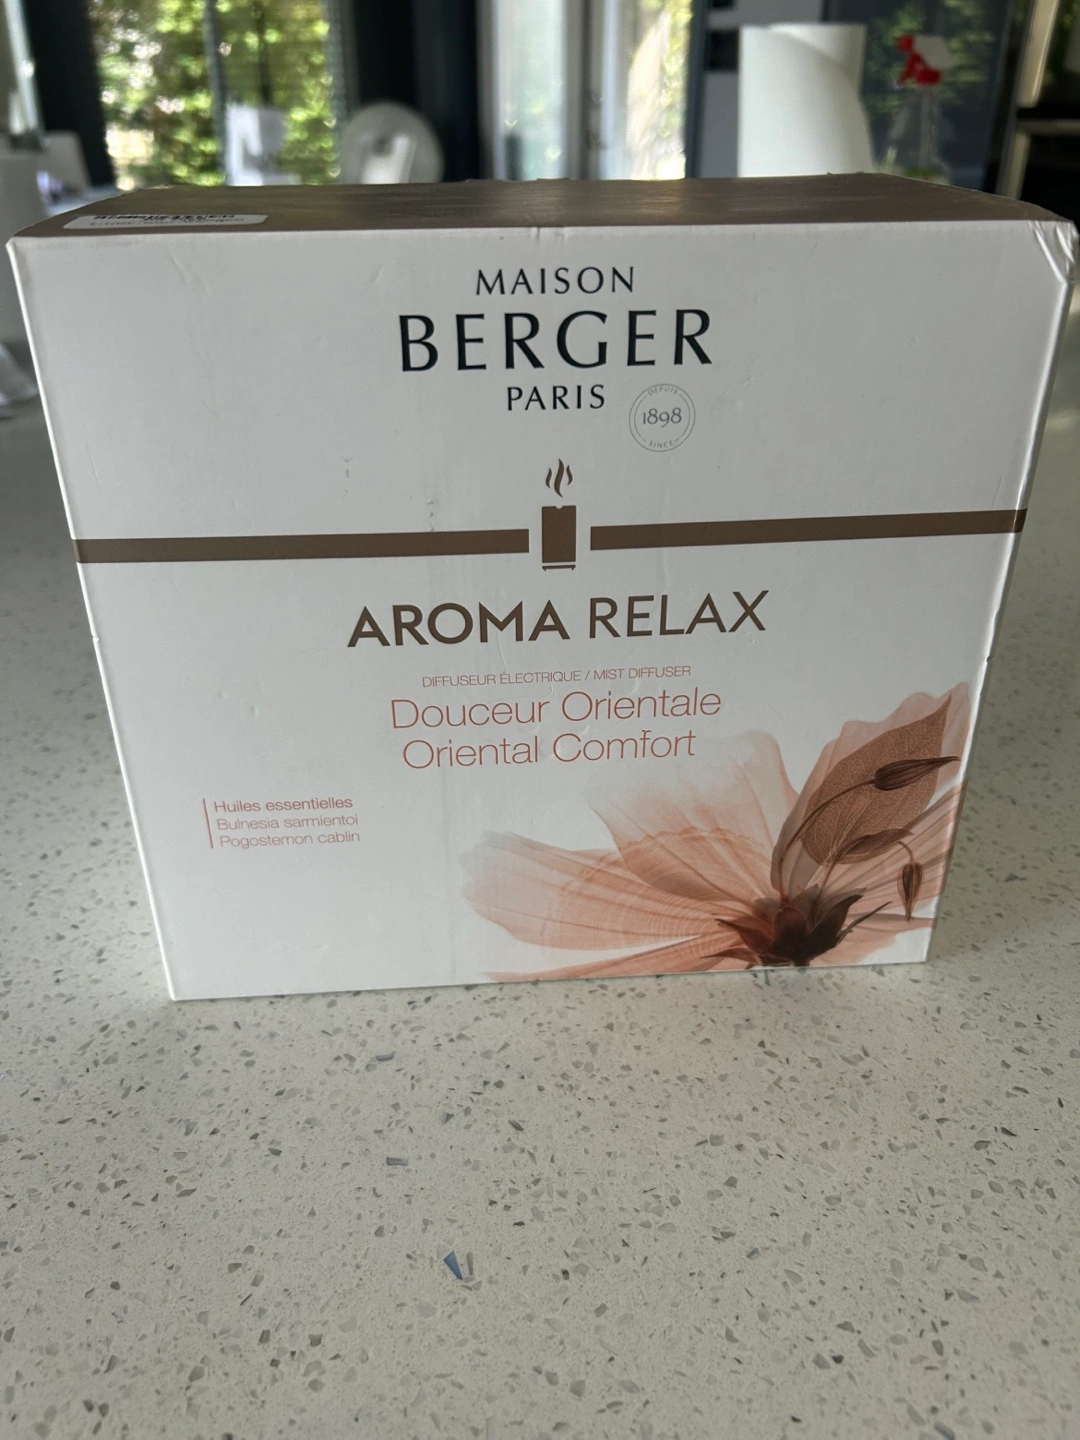 MAISON
BERGER
PARIS
DEPUIS
1898
SINCE
AROMA RELAX
DIFFUSEUR ÉLECTRIQUE / MIST DIFFUSER
Douceur Orientale
Oriental Comfort
Huiles essentielles
Bulnesia sarmientoi
Pogostemon cablin